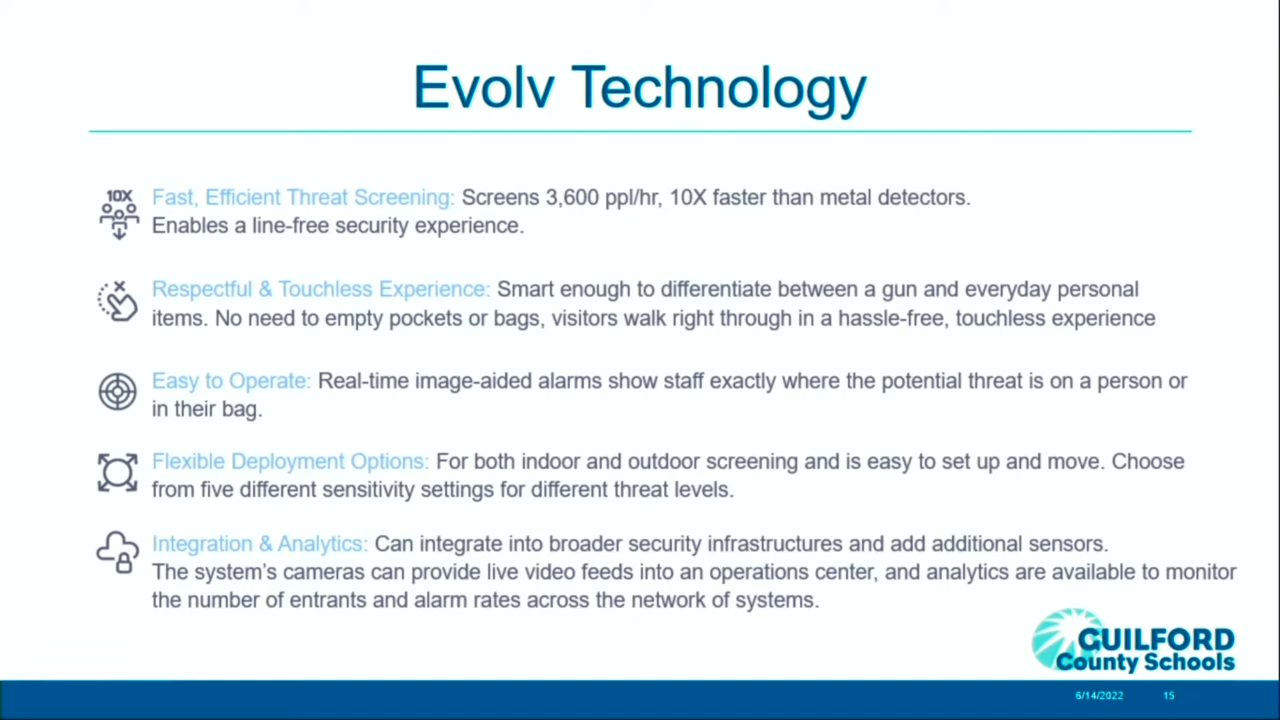 Evolv Technology
10X
Fast, Efficient Threat Screening: Screens 3,600 ppl/hr, 10X faster than metal detectors.
Enables a line-free security experience.
Respectful & Touchless Experience: Smart enough to differentiate between a gun and everyday personal
items. No need to empty pockets or bags, visitors walk right through in a hassle-free, touchless experience
Easy to Operate: Real-time image-aided alarms show staff exactly where the potential threat is on a person or
in their bag.
Flexible Deployment Options: For both indoor and outdoor screening and is easy to set up and move. Choose
from five different sensitivity settings for different threat levels.
Integration & Analytics: Can integrate into broader security infrastructures and add additional sensors.
The system's cameras can provide live video feeds into an operations center, and analytics are available to monitor
the number of entrants and alarm rates across the network of systems.
GUILFORD
County Schools
6/14/2022 15